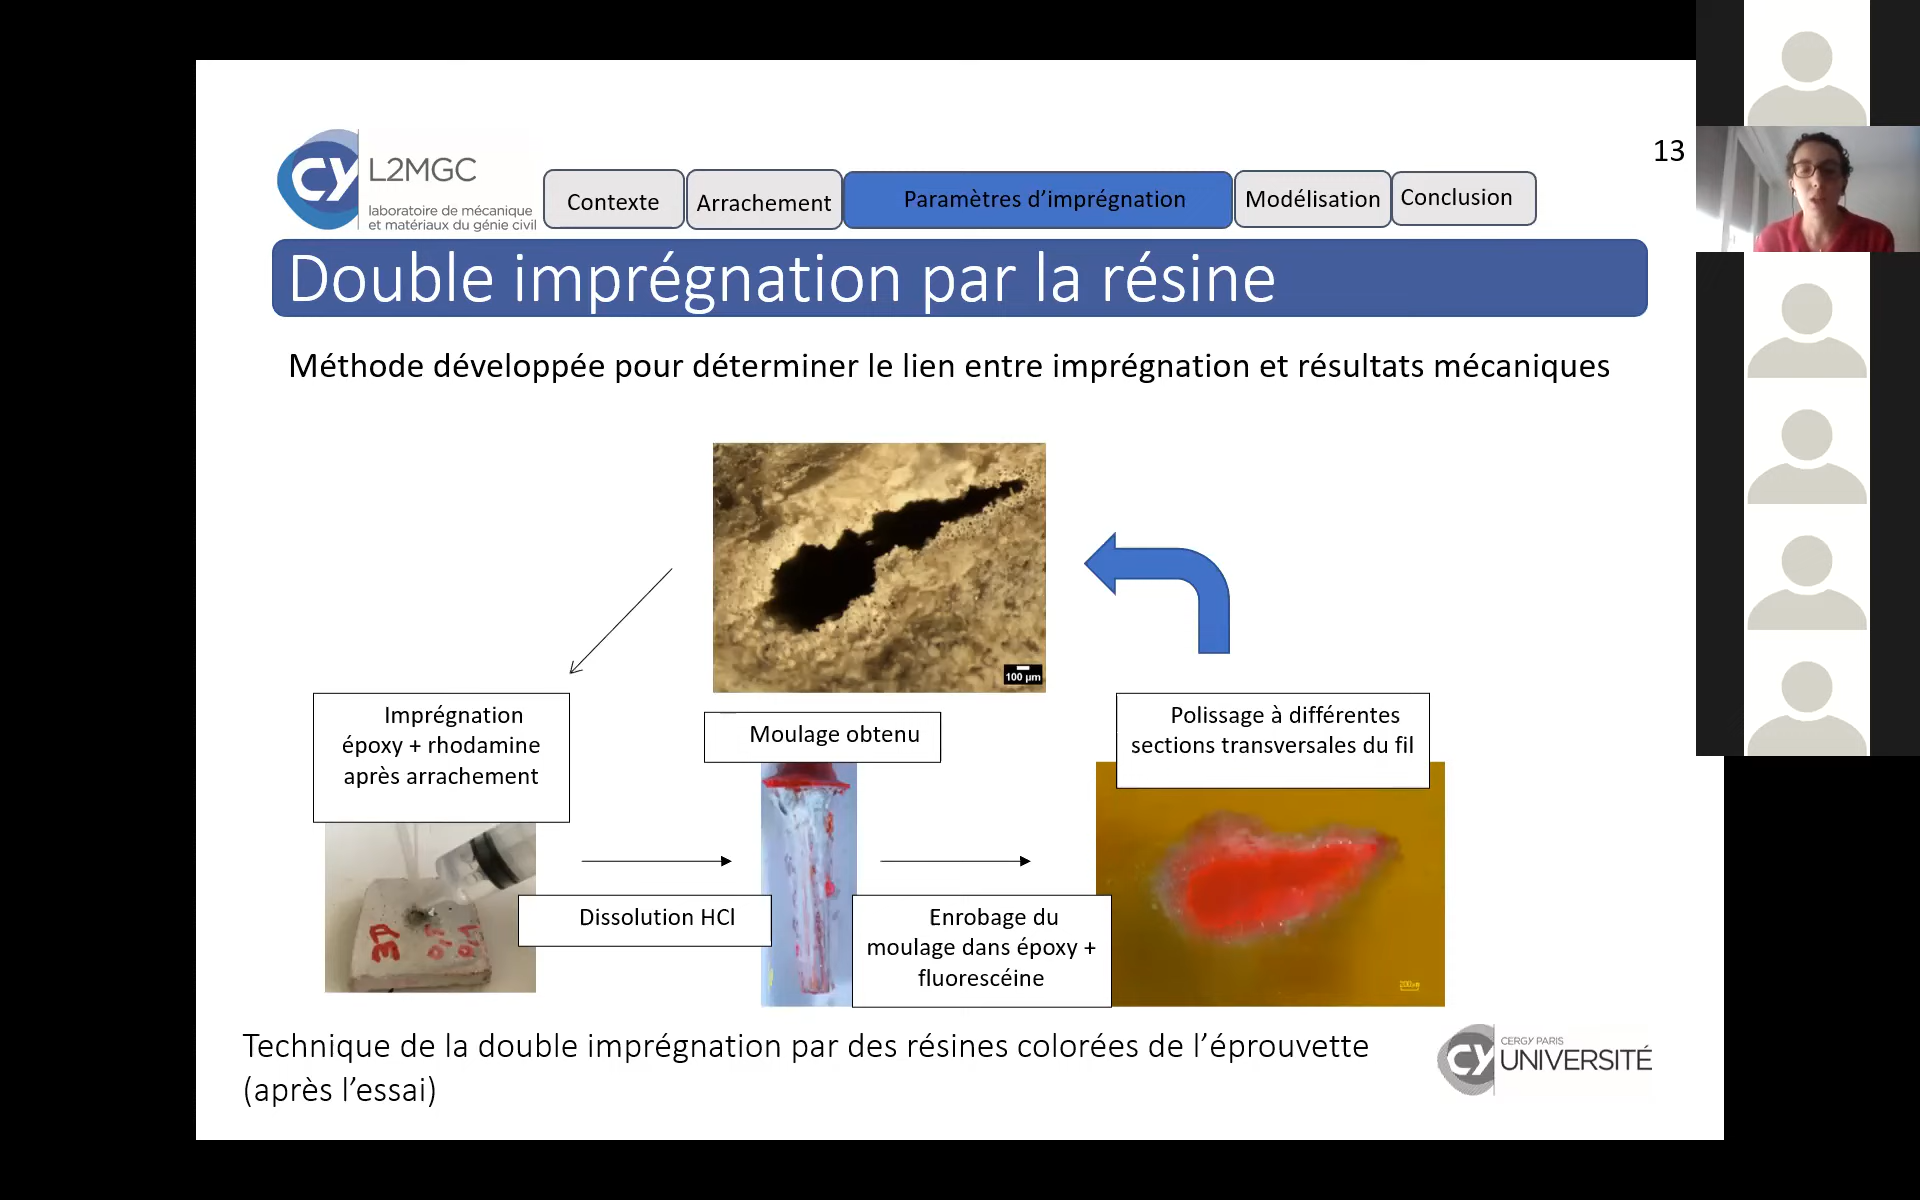 CY
L2MGC
laboratoire de mécanique
et matériaux du génie civil
Contexte
Arrachement
Paramètres d’imprégnation
Modélisation
Conclusion
13
Double imprégnation par la résine
Méthode développée pour déterminer le lien entre imprégnation et résultats mécaniques
100 µm
Imprégnation
époxy + rhodamine
après arrachement
Moulage obtenu
Polissage à différentes
sections transversales du fil
Dissolution HCl
Enrobage du
moulage dans époxy +
fluorescéine
Technique de la double imprégnation par des résines colorées de l’éprouvette
(après l’essai)
CY
CERGY PARIS
UNIVERSITÉ